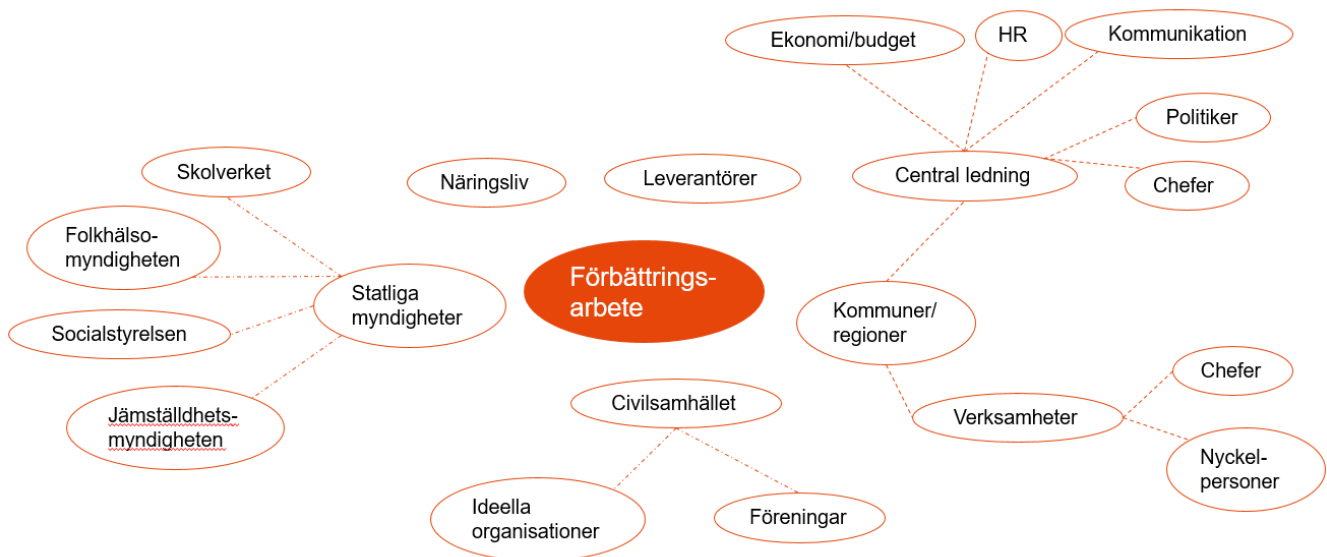 Ekonomi/budget
HR
Kommunikation
Politiker
Central ledning
Chefer
Skolverket
Näringsliv
Leverantörer
Folkhälso-
myndigheten
Statliga
myndigheter
Socialstyrelsen
Jämställdhets-
myndigheten
Förbättrings-
arbete
Kommuner/
regioner
Civilsamhället
Verksamheter
Chefer
Nyckel-
personer
Ideella
organisationer
Föreningar